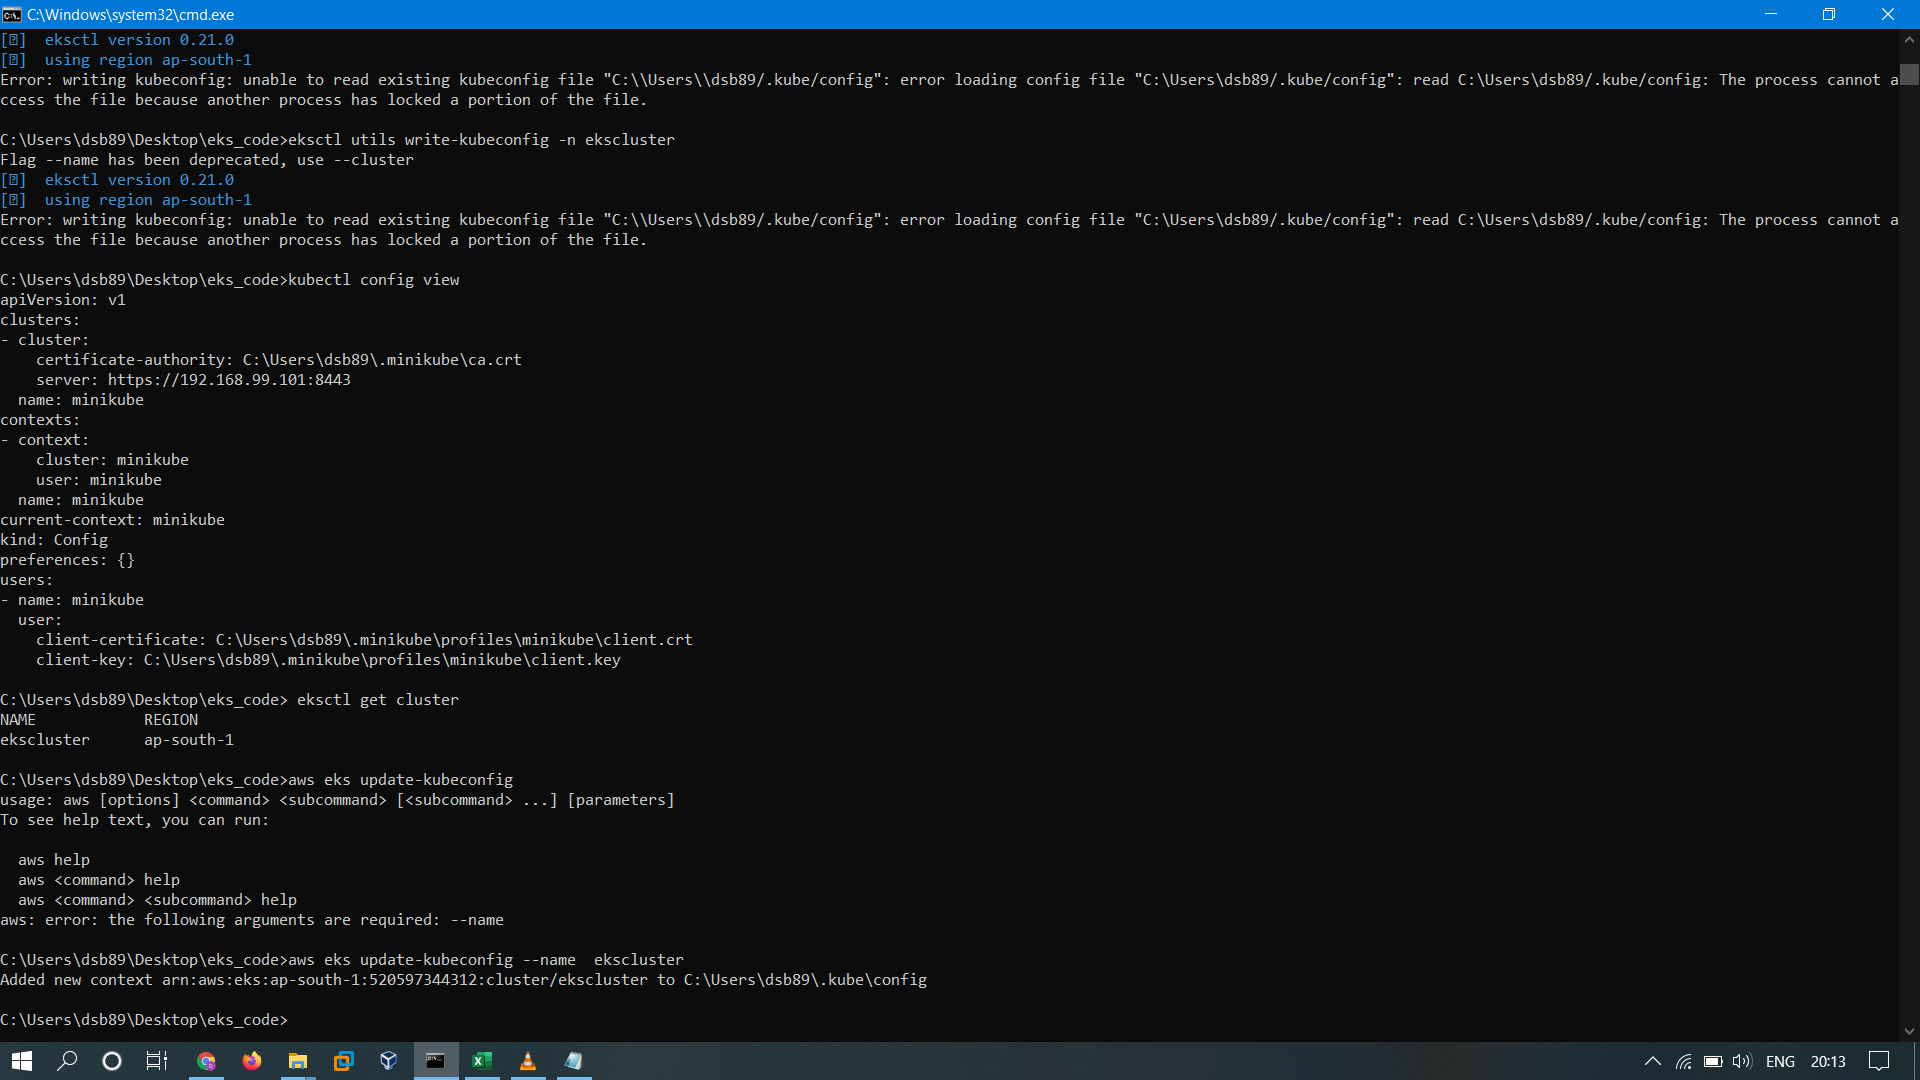 C:\Windows\system32\cmd.exe
[?]  eksctl version 0.21.0
[?]  using region ap-south-1
Error: writing kubeconfig: unable to read existing kubeconfig file "C:\\Users\\dsb89/.kube/config": error loading config file "C:\Users\dsb89/.kube/config": read C:\Users\dsb89/.kube/config: The process cannot a
ccess the file because another process has locked a portion of the file.
C:\Users\dsb89\Desktop\eks_code>eksctl utils write-kubeconfig -n ekscluster
Flag --name has been deprecated, use --cluster
[?]  eksctl version 0.21.0
[?]  using region ap-south-1
Error: writing kubeconfig: unable to read existing kubeconfig file "C:\\Users\\dsb89/.kube/config": error loading config file "C:\Users\dsb89/.kube/config": read C:\Users\dsb89/.kube/config: The process cannot a
ccess the file because another process has locked a portion of the file.
C:\Users\dsb89\Desktop\eks_code>kubectl config view
apiVersion: v1
clusters:
- cluster:
    certificate-authority: C:\Users\dsb89\.minikube\ca.crt
    server: https://192.168.99.101:8443
  name: minikube
contexts:
- context:
    cluster: minikube
    user: minikube
  name: minikube
current-context: minikube
kind: Config
preferences: {}
users:
- name: minikube
  user:
    client-certificate: C:\Users\dsb89\.minikube\profiles\minikube\client.crt
    client-key: C:\Users\dsb89\.minikube\profiles\minikube\client.key
C:\Users\dsb89\Desktop\eks_code> eksctl get cluster
NAME            REGION
ekscluster      ap-south-1
C:\Users\dsb89\Desktop\eks_code>aws eks update-kubeconfig
usage: aws [options] <command> <subcommand> [<subcommand> ...] [parameters]
To see help text, you can run:
  aws help
  aws <command> help
  aws <command> <subcommand> help
aws: error: the following arguments are required: --name
C:\Users\dsb89\Desktop\eks_code>aws eks update-kubeconfig --name  ekscluster
Added new context arn:aws:eks:ap-south-1:520597344312:cluster/ekscluster to C:\Users\dsb89\.kube\config
C:\Users\dsb89\Desktop\eks_code>
ENG 20:13